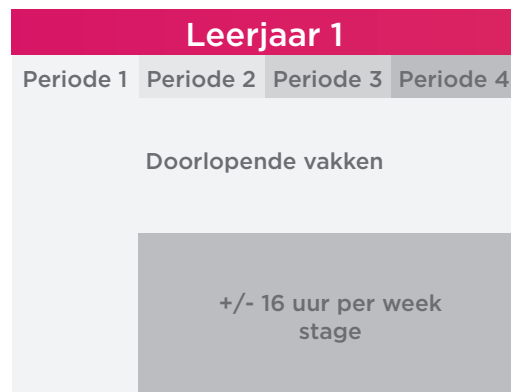 Leerjaar 1
Periode 1 Periode 2 Periode 3 Periode 4
Doorlopende vakken
+/- 16 uur per week
stage